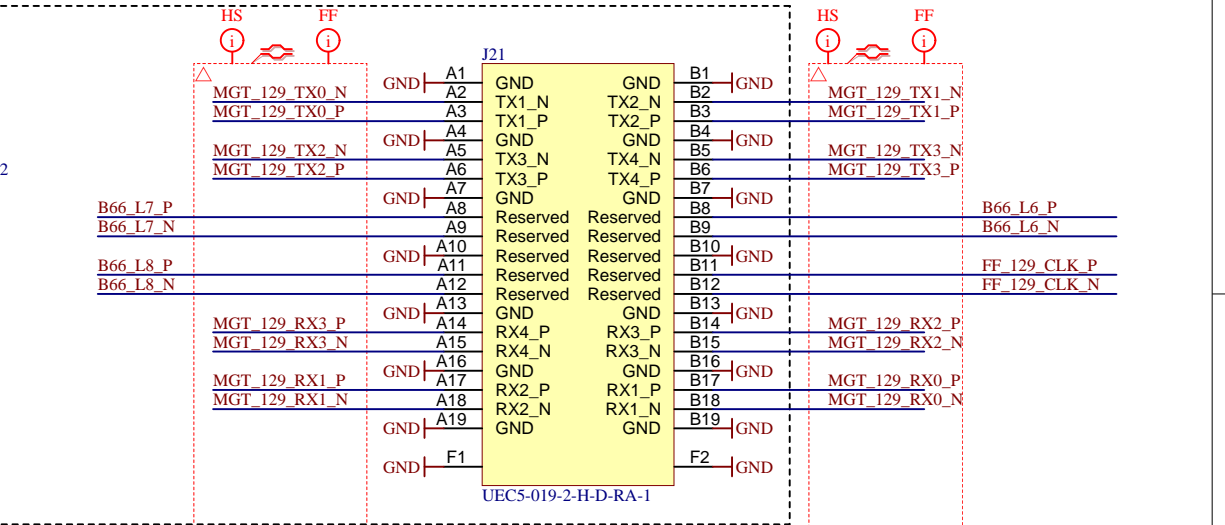 HS FF HS FF
i i i i
J21
GND A1 GND GND B1 GND
MGT_129_TX0_N A2 TX1_N TX2_N B2 MGT_129_TX1_N
MGT_129_TX0_P A3 TX1_P TX2_P B3 MGT_129_TX1_P
GND A4 GND GND B4 GND
MGT_129_TX2_N A5 TX3_N TX4_N B5 MGT_129_TX3_N
2 MGT_129_TX2_P A6 TX3_P TX4_P B6 MGT_129_TX3_P
GND A7 GND GND B7 GND
B66_L7_P A8 Reserved Reserved B8 B66_L6_P
B66_L7_N A9 Reserved Reserved B9 B66_L6_N
GND A10 Reserved Reserved B10 GND
B66_L8_P A11 Reserved Reserved B11 FF_129_CLK_P
B66_L8_N A12 Reserved Reserved B12 FF_129_CLK_N
GND A13 GND GND B13 GND
MGT_129_RX3_P A14 RX4_P RX3_P B14 MGT_129_RX2_P
MGT_129_RX3_N A15 RX4_N RX3_N B15 MGT_129_RX2_N
GND A16 GND GND B16 GND
MGT_129_RX1_P A17 RX2_P RX1_P B17 MGT_129_RX0_P
MGT_129_RX1_N A18 RX2_N RX1_N B18 MGT_129_RX0_N
GND A19 GND GND B19 GND
GND F1 F2 GND
UEC5-019-2-H-D-RA-1